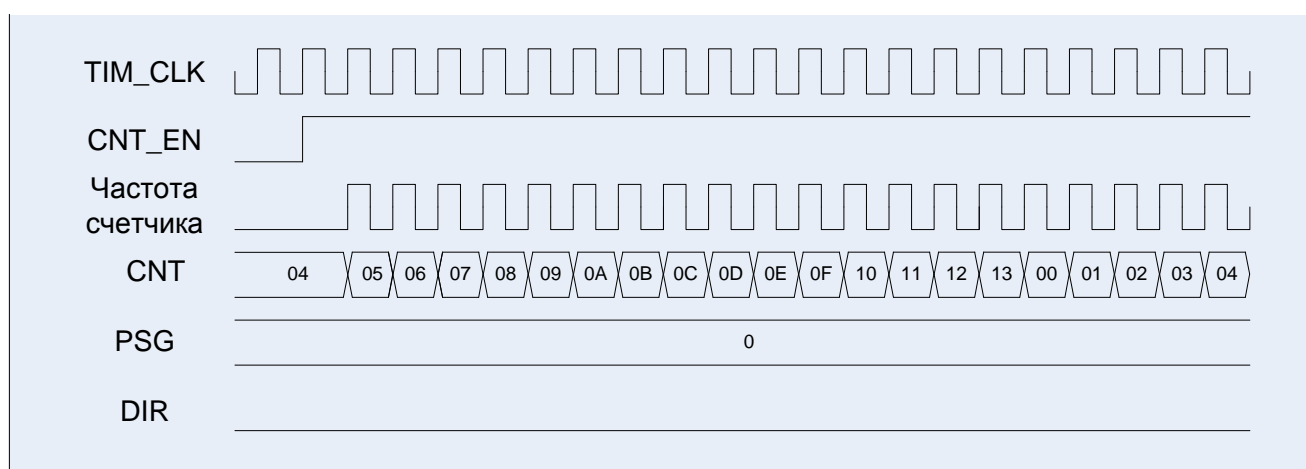 TIM_CLK
CNT_EN
Частота
счетчика
CNT 04 05 06 07 08 09 0A 0B 0C 0D 0E 0F 10 11 12 13 00 01 02 03 04
PSG 0
DIR